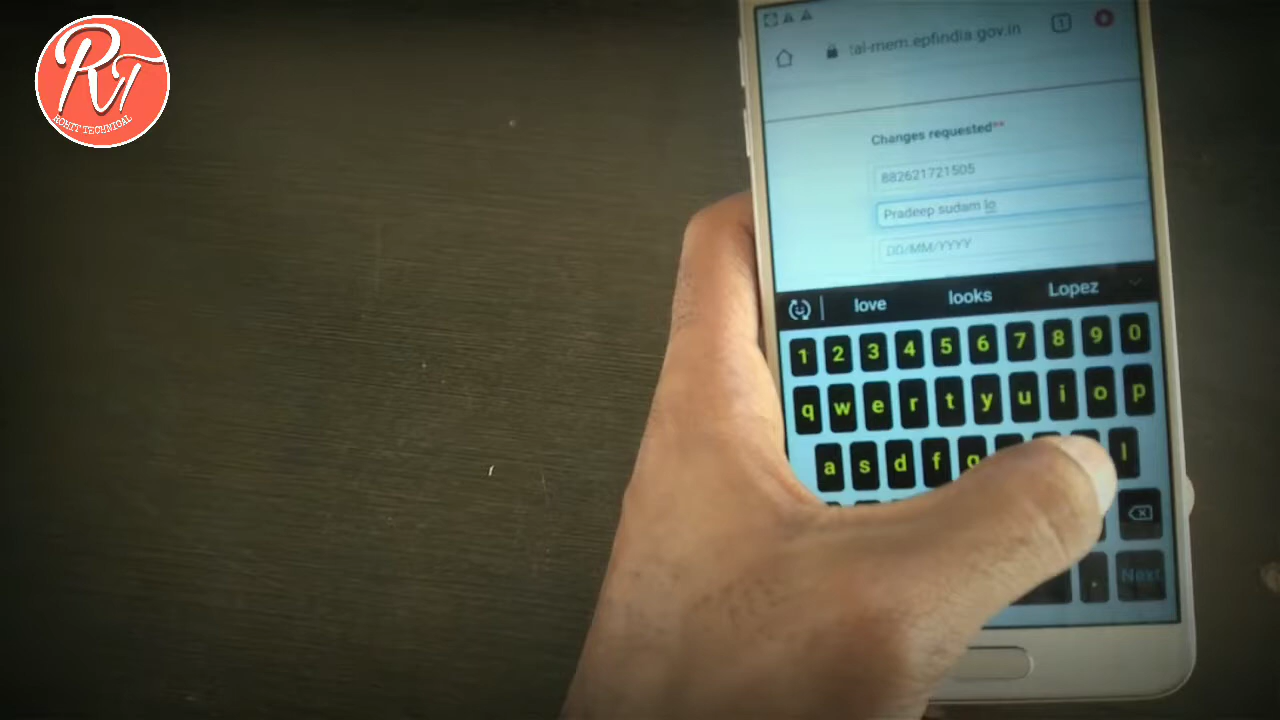 RT
ROHIT TECHNICAL
al-mem.epfindia.gov.in
1
Changes requested**
882621721505
Pradeep sudam lo
DD/MM/YYYY
love looks Lopez
1 2 3 4 5 6 7 8 9 0
q w e r t y u i o p
a s d f g l
. Next